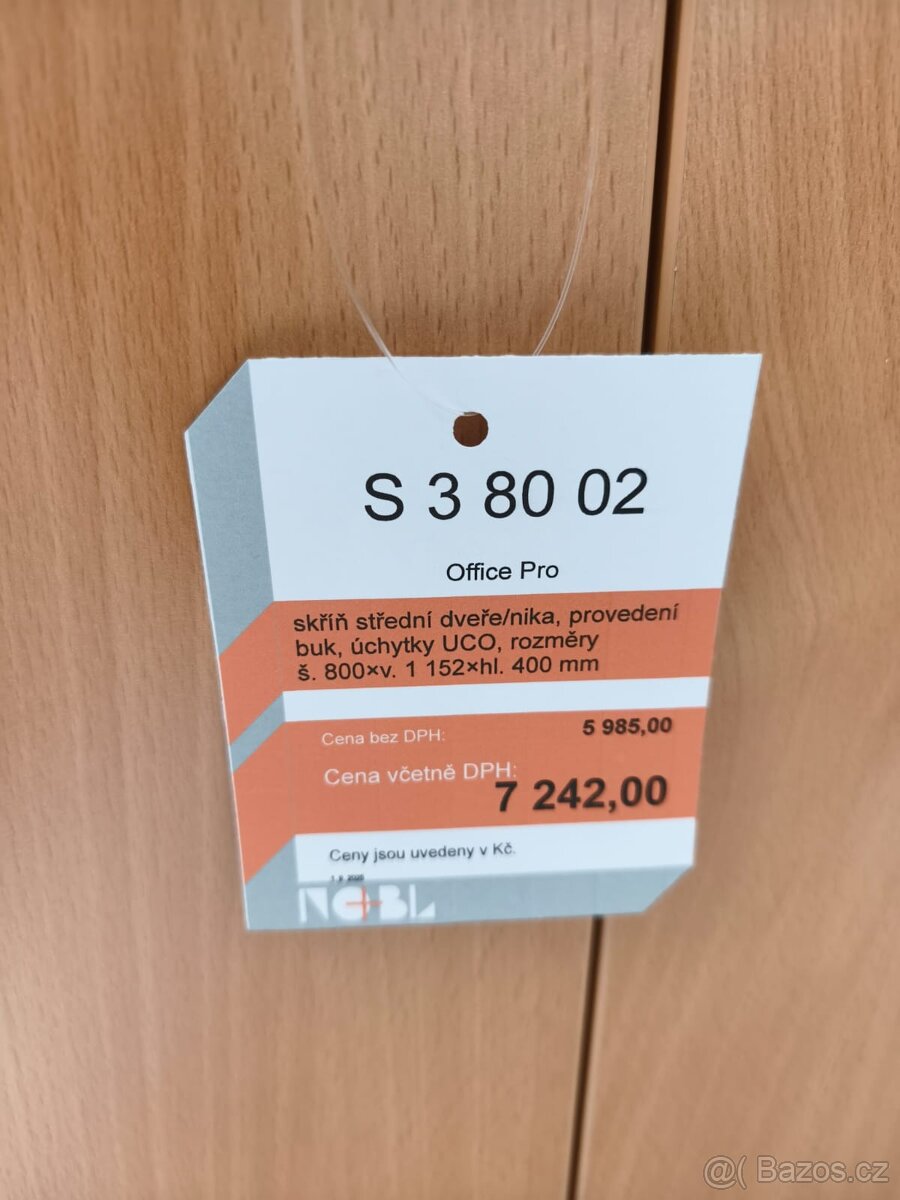 S 3 80 02
Office Pro
skříň střední dveře/nika, provedení
buk, úchytky UCO, rozměry
š. 800×v. 1 152×hl. 400 mm
Cena bez DPH: 5 985,00
Cena včetně DPH: 7 242,00
Ceny jsou uvedeny v Kč.
N+BL
@( Bazos.cz